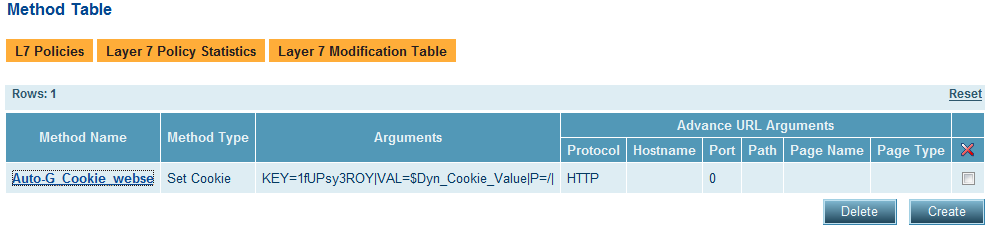 Method Table
L7 Policies Layer 7 Policy Statistics Layer 7 Modification Table
Rows: 1 Reset
Method Name Method Type Arguments Advance URL Arguments
Protocol Hostname Port Path Page Name Page Type
Auto-G_Cookie_webse Set Cookie KEY=1fUPsy3ROY|VAL=$Dyn_Cookie_Value|P=/| HTTP 0
Delete Create